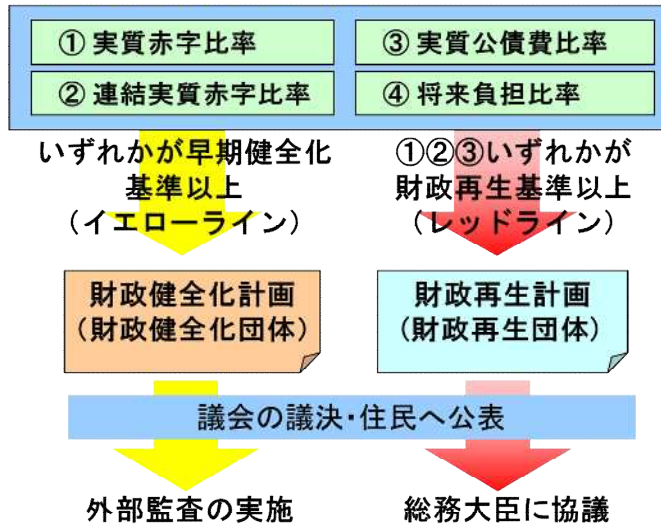 ① 実質赤字比率
③ 実質公債費比率
② 連結実質赤字比率
④ 将来負担比率
いずれかが早期健全化
基準以上
(イエローライン)
①②③いずれかが
財政再生基準以上
(レッドライン)
財政健全化計画
(財政健全化団体)
財政再生計画
(財政再生団体)
議会の議決・住民へ公表
外部監査の実施
総務大臣に協議